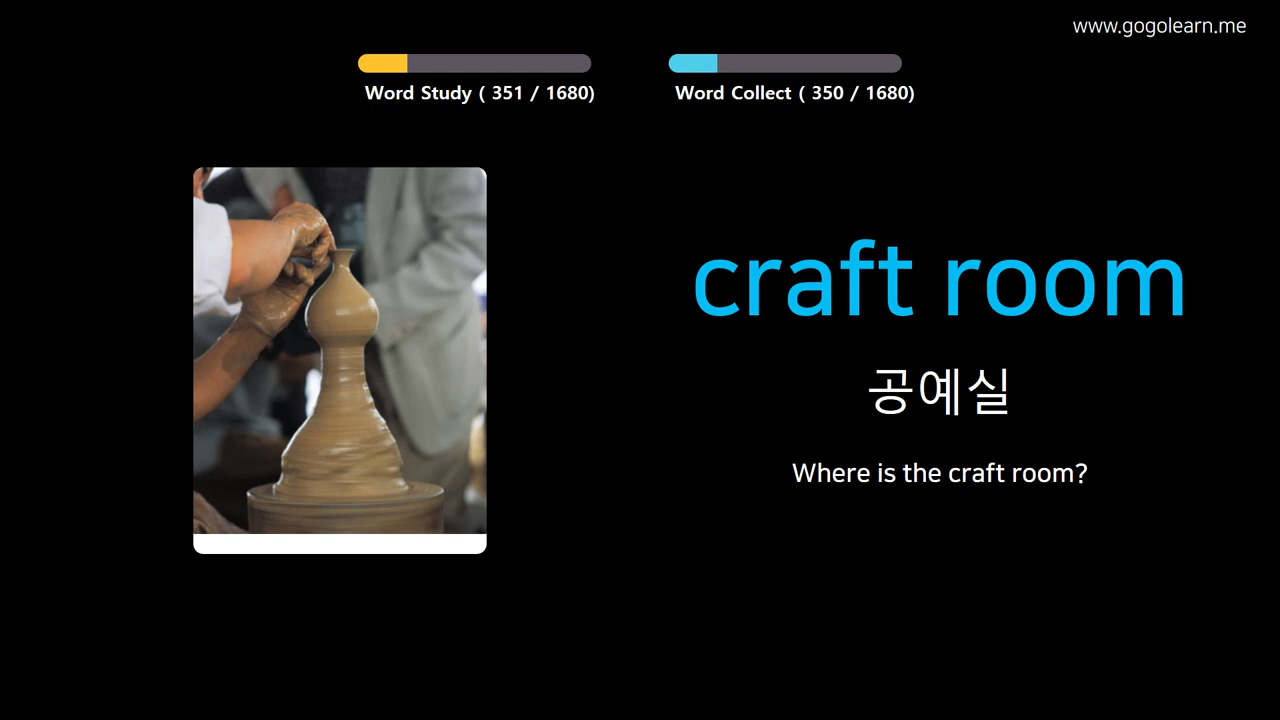 www.gogolearn.me
Word Study ( 351 / 1680)
Word Collect ( 350 / 1680)
craft room
공예실
Where is the craft room?